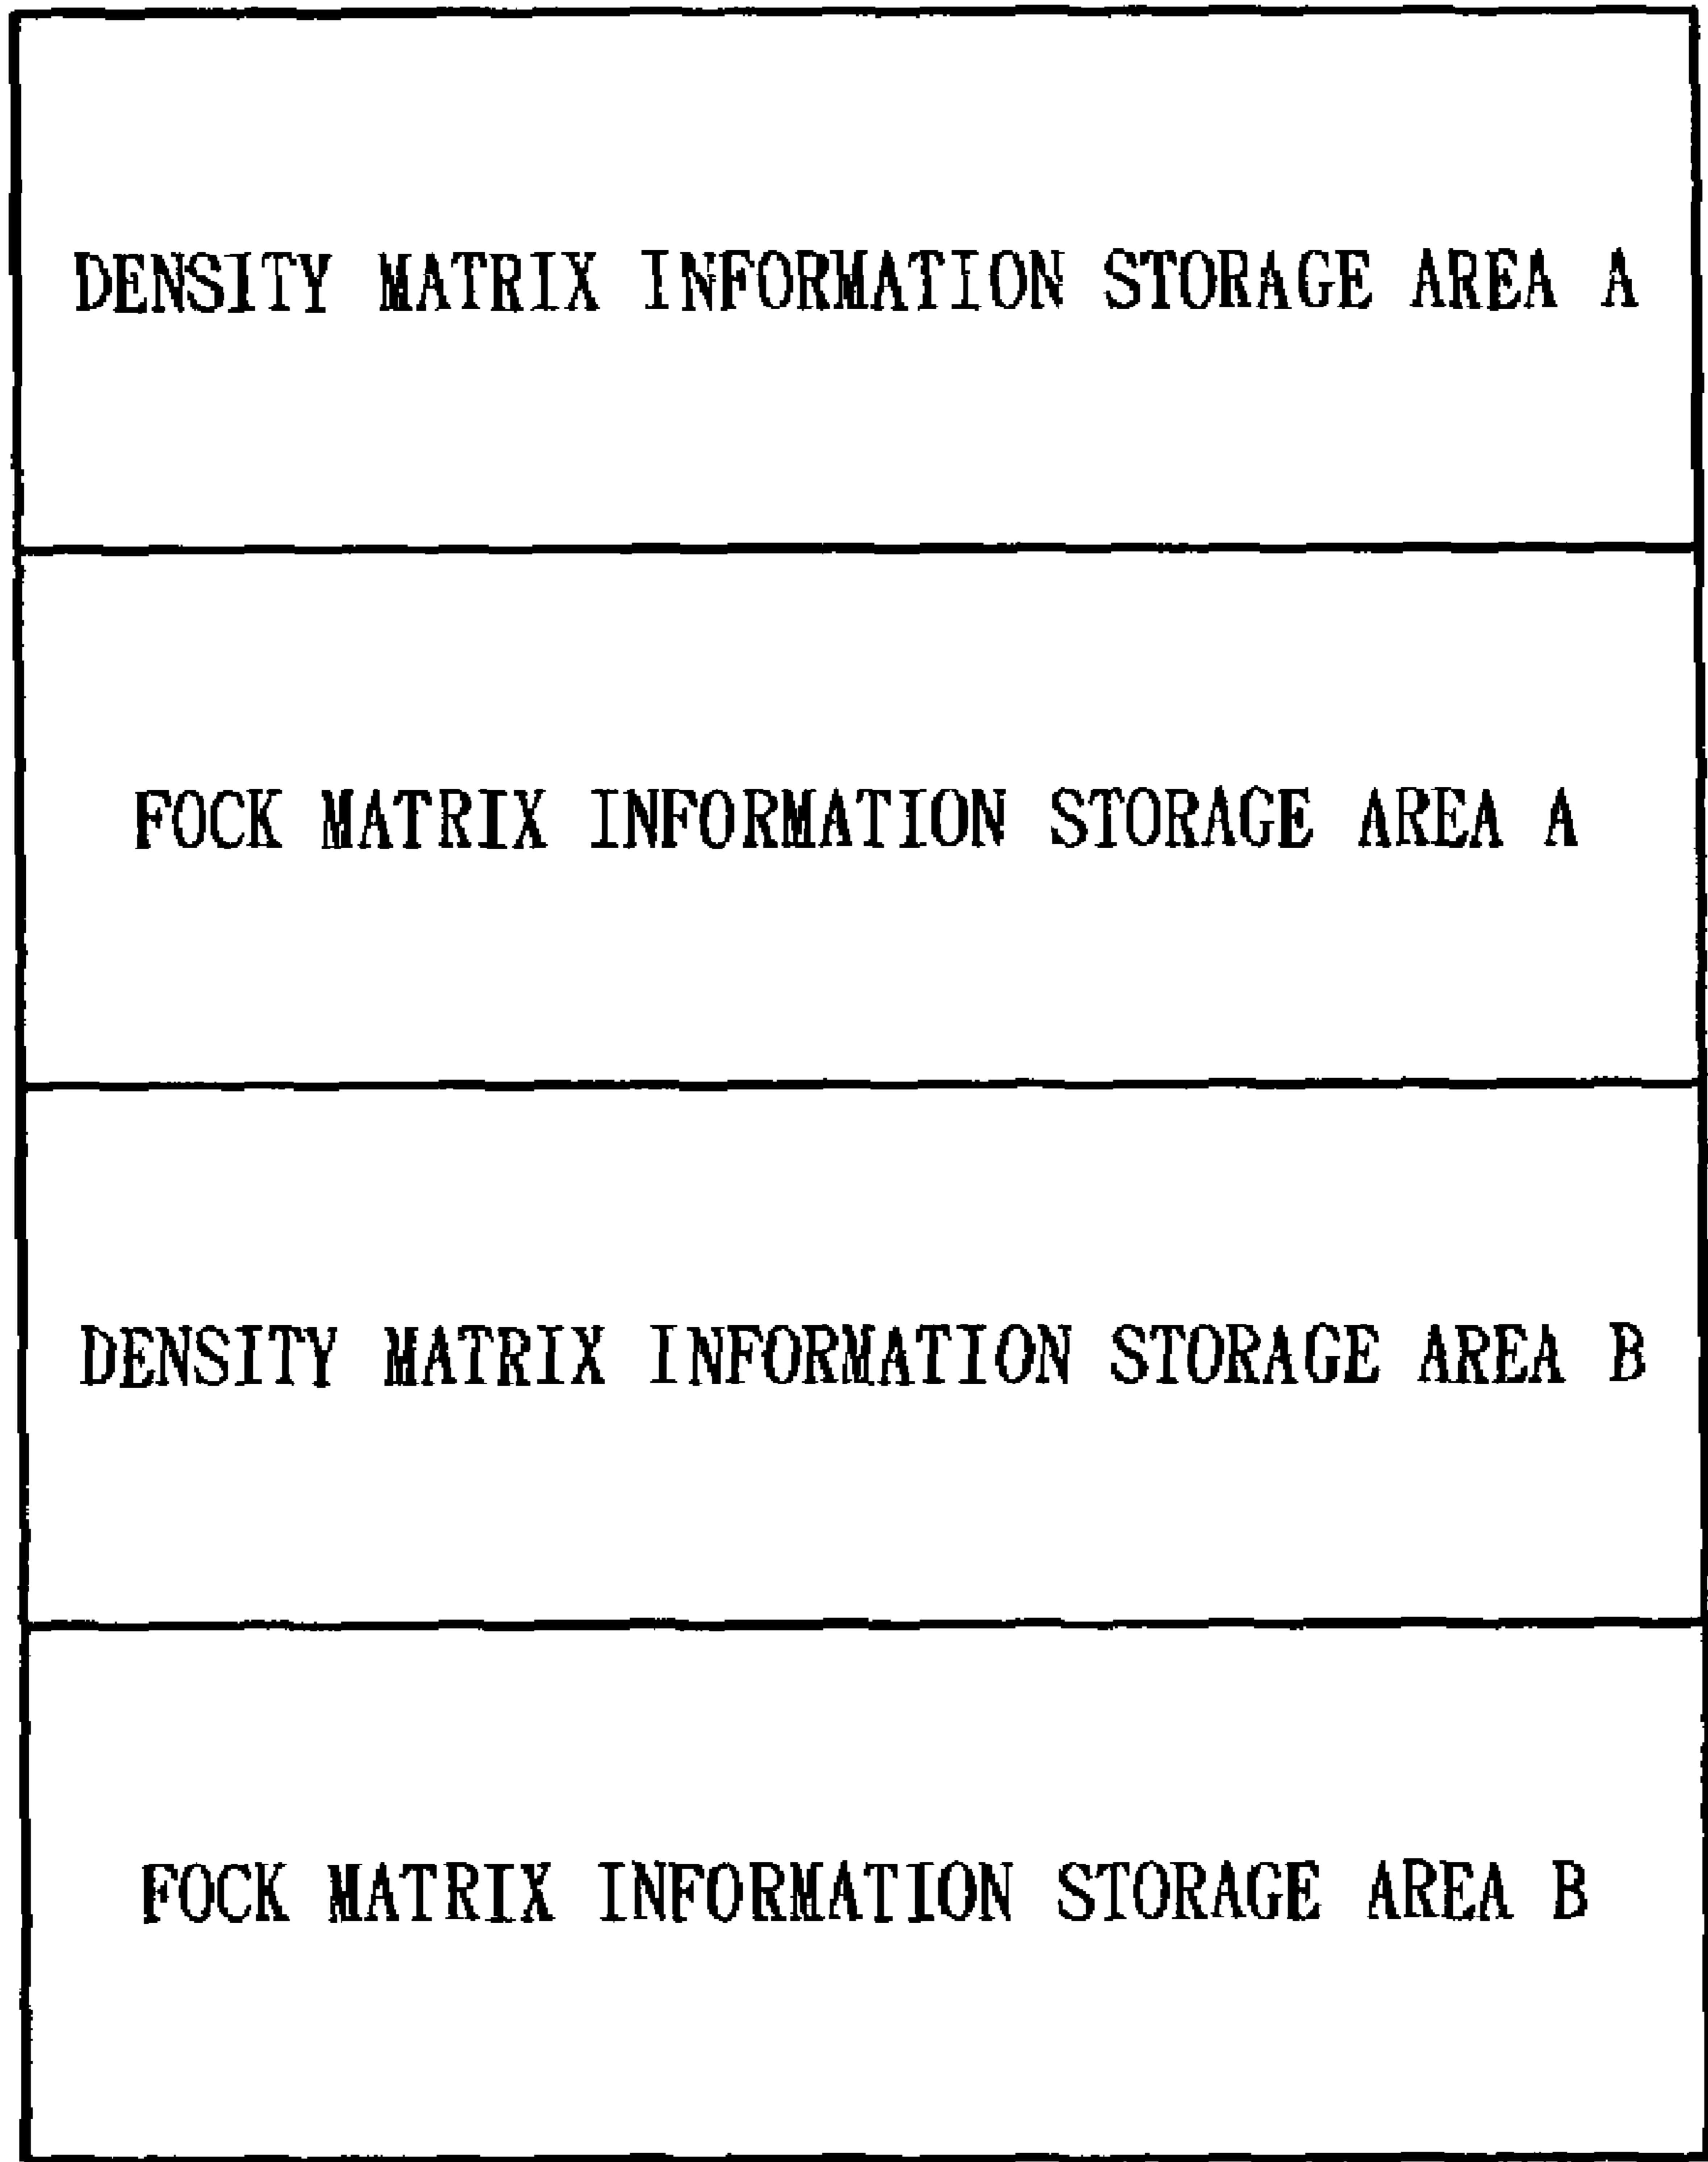 DENSITY MATRIX INFORMATION STORAGE AREA A
FOCK MATRIX INFORMATION STORAGE AREA A
DENSITY MATRIX INFORMATION STORAGE AREA B
FOCK MATRIX INFORMATION STORAGE AREA B